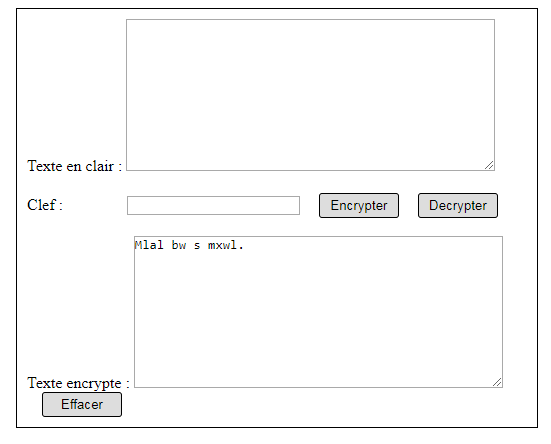 Texte en clair :
Clef :
Encrypter
Decrypter
Mlal bw s mxwl.
Texte encrypte :
Effacer